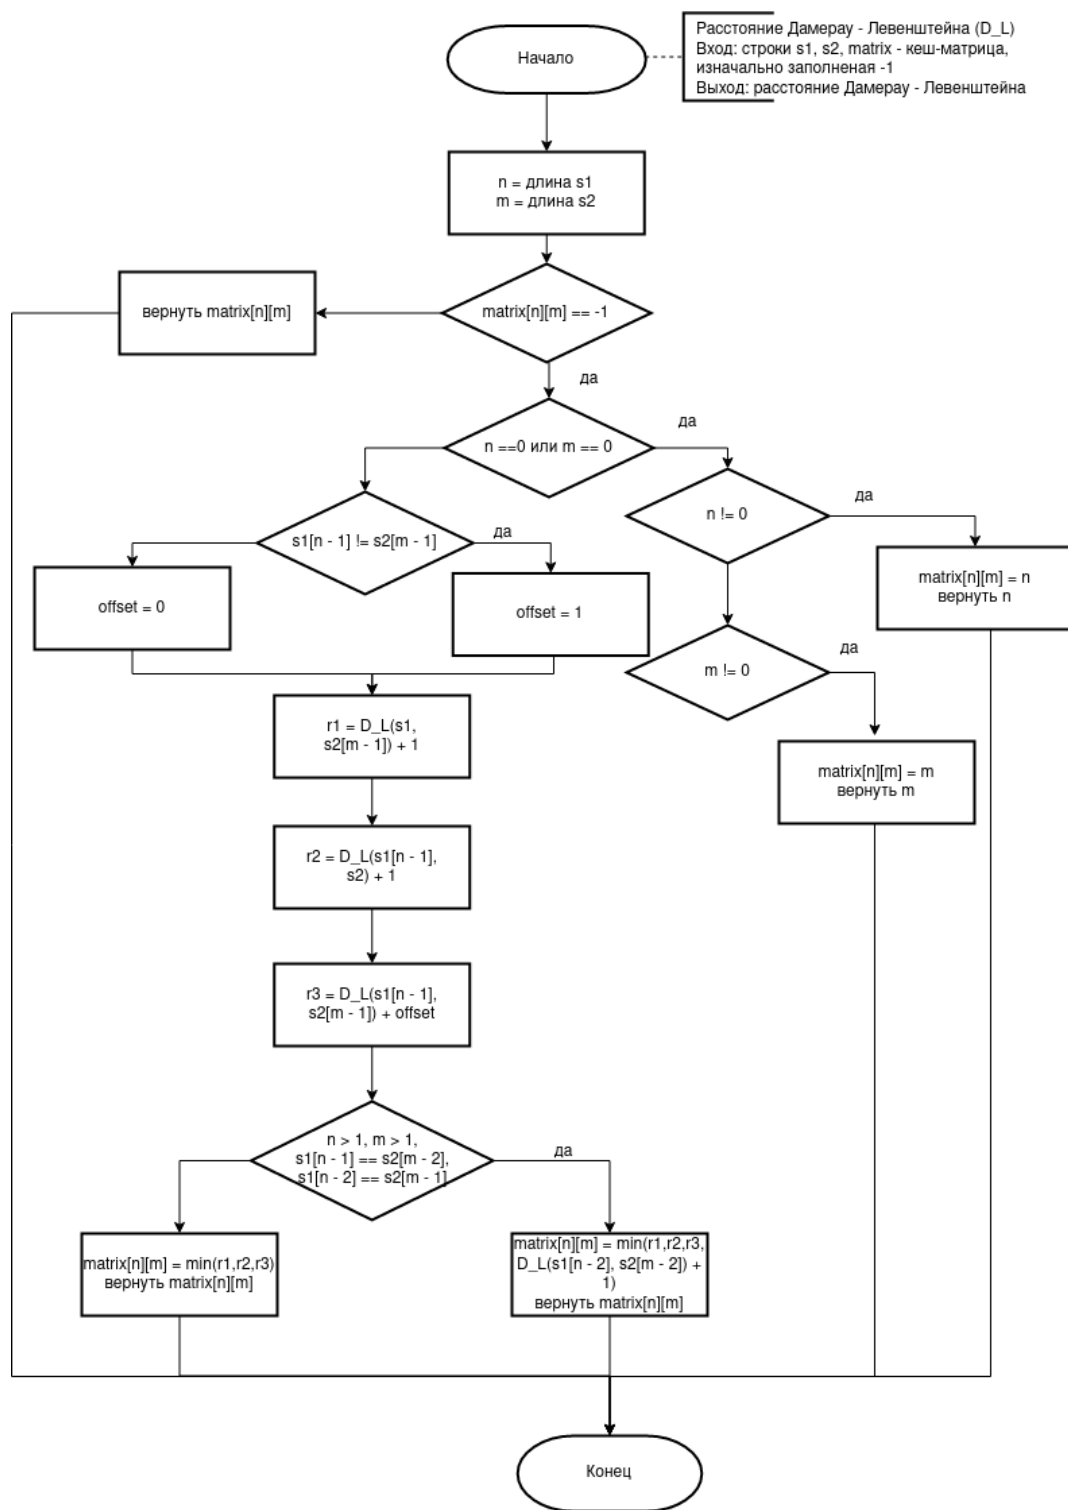 Начало
Расстояние Дамерау - Левенштейна (D_L)
Вход: строки s1, s2, matrix - кеш-матрица,
изначально заполненая -1
Выход: расстояние Дамерау - Левенштейна
n = длина s1
m = длина s2
вернуть matrix[n][m]
matrix[n][m] == -1
да
n ==0 или m == 0
да
n != 0
да
s1[n - 1] != s2[m - 1]
да
matrix[n][m] = n
вернуть n
offset = 0
offset = 1
m != 0
да
r1 = D_L(s1,
s2[m - 1]) + 1
matrix[n][m] = m
вернуть m
r2 = D_L(s1[n - 1],
s2) + 1
r3 = D_L(s1[n - 1],
s2[m - 1]) + offset
n > 1, m > 1,
s1[n - 1] == s2[m - 2],
s1[n - 2] == s2[m - 1]
да
matrix[n][m] = min(r1,r2,r3)
вернуть matrix[n][m]
matrix[n][m] = min(r1,r2,r3,
D_L(s1[n - 2], s2[m - 2]) +
1)
вернуть matrix[n][m]
Конец